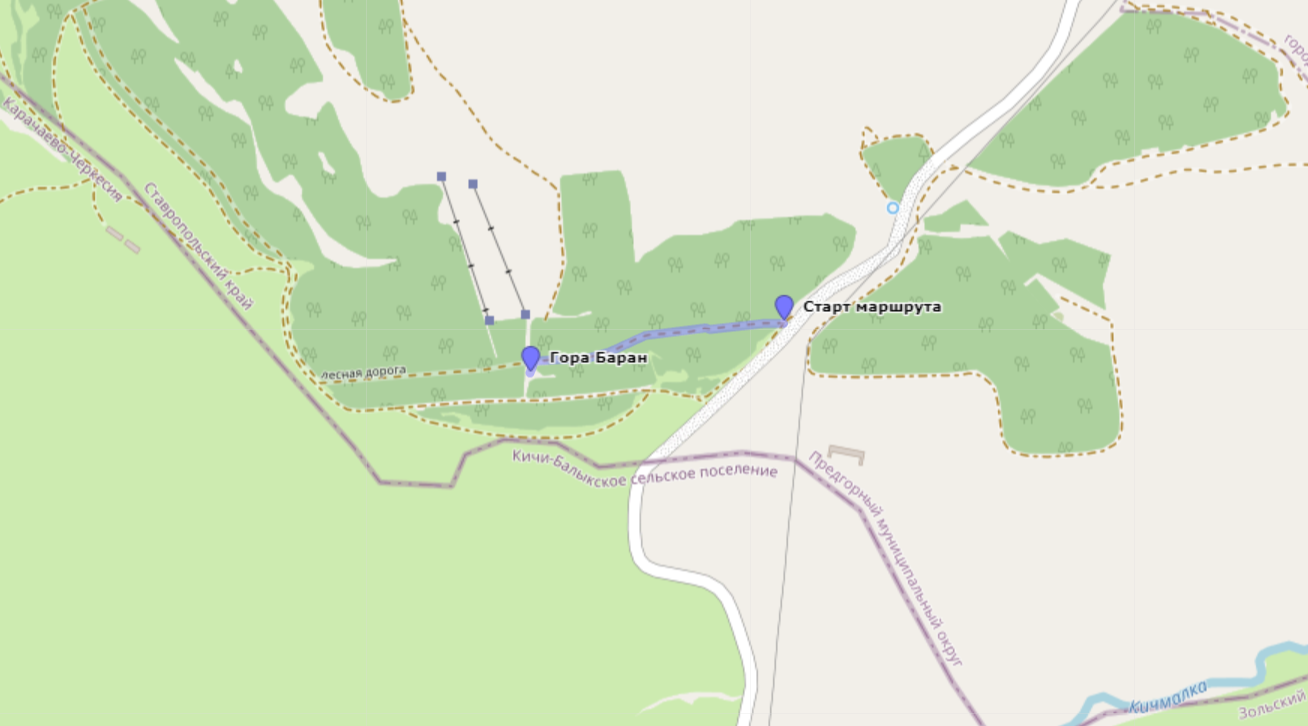 горо
Карачаево-Черкесия
Ставропольский край
Старт маршрута
Гора Баран
лесная дорога
Кичи-Балыкское сельское поселение
Предгорный муниципальный округ
Кичмалка
Зольский